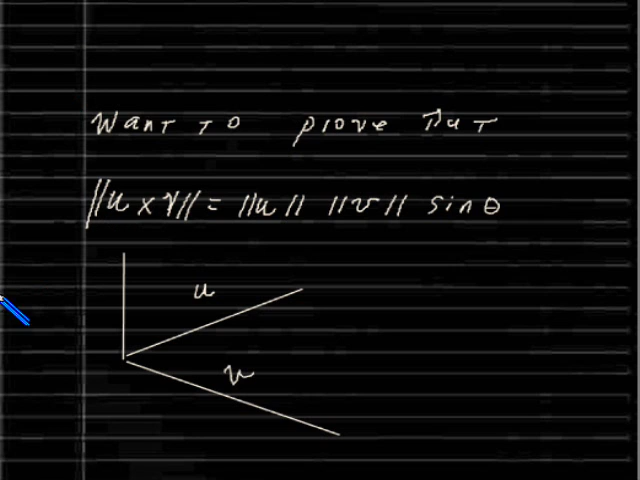 Want to prove that
||u × v|| = ||u|| ||v|| sin θ
u
v